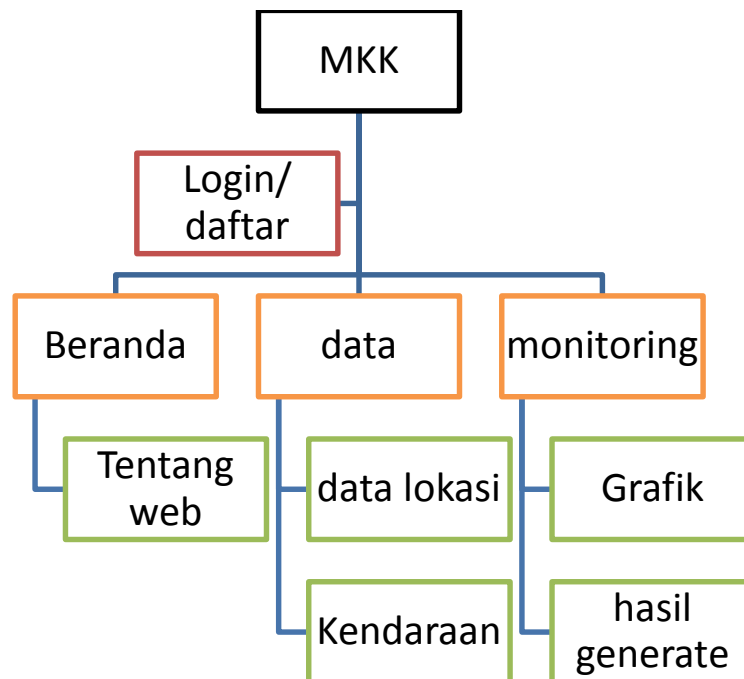 MKK
Login/
daftar
Beranda
data
monitoring
Tentang
web
data lokasi
Grafik
Kendaraan
hasil
generate